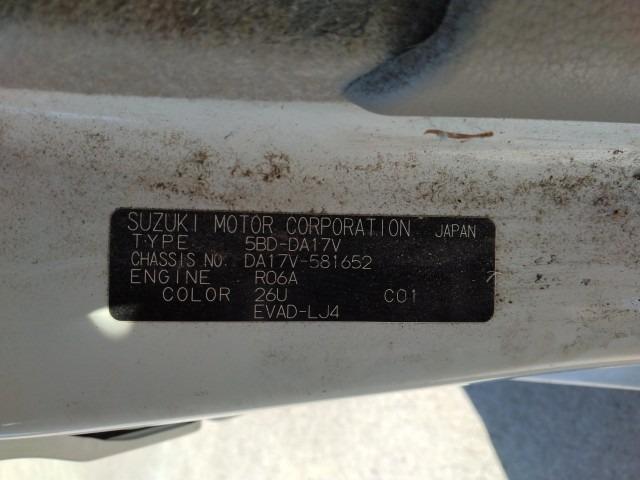 SUZUKI MOTOR CORPORATION JAPAN
TYPE 5BD-DA17V
CHASSIS NO. DA17V-581652
ENGINE R06A
COLOR 26U C01
EVAD-LJ4